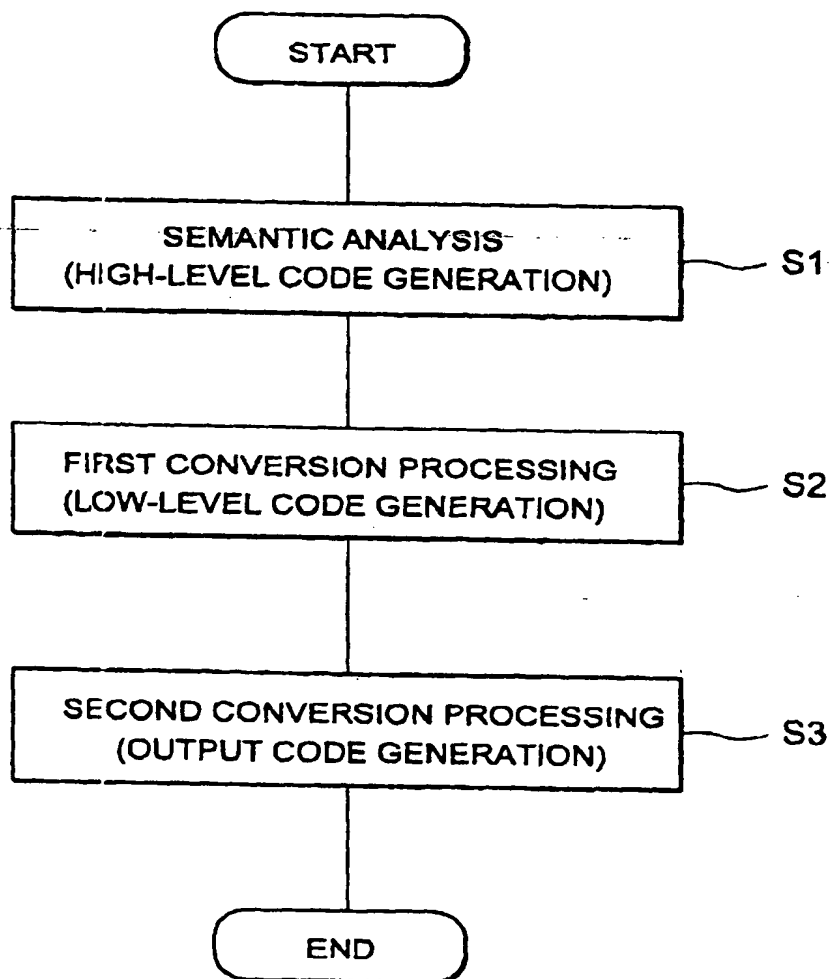 START
SEMANTIC ANALYSIS
(HIGH-LEVEL CODE GENERATION)
S1
FIRST CONVERSION PROCESSING
(LOW-LEVEL CODE GENERATION)
S2
SECOND CONVERSION PROCESSING
(OUTPUT CODE GENERATION)
S3
END